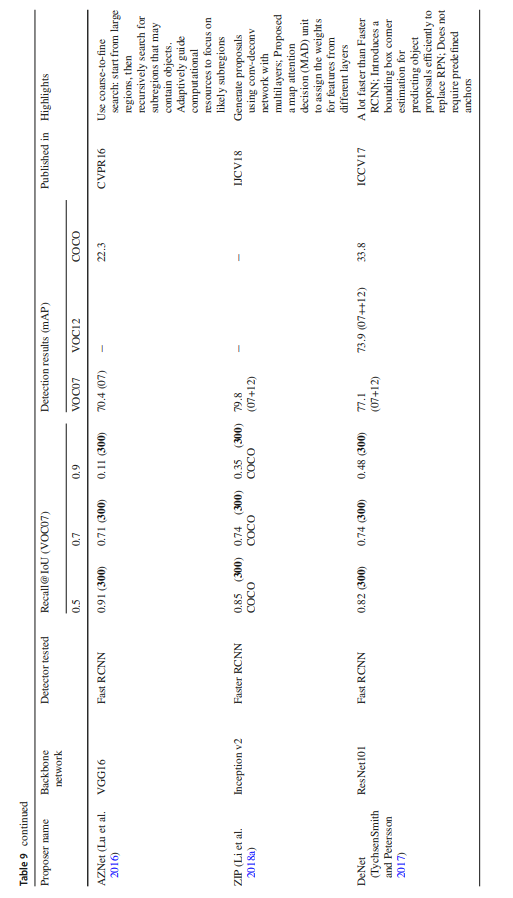 Table 9 continued
Proposer name Backbone network Detector tested Recall@IoU (VOC07) Detection results (mAP) Published in Highlights
0.5 0.7 0.9 VOC07 VOC12 COCO
AZNet (Lu et al. 2016) VGG16 Fast RCNN 0.91 (300) 0.71 (300) 0.11 (300) 70.4 (07) – 22.3 CVPR16 Use coarse-to-fine
search: start from large
regions, then
recursively search for
subregions that may
contain objects.
Adaptively guide
computational
resources to focus on
likely subregions
ZIP (Li et al. 2018a) Inception v2 Faster RCNN 0.85 (300) COCO 0.74 (300) COCO 0.35 (300) COCO 79.8 (07+12) – – IJCV18 Generate proposals
using conv-deconv
network with
multilayers; Proposed
a map attention
decision (MAD) unit
to assign the weights
for features from
different layers
DeNet (TychsenSmith and Petersson 2017) ResNet101 Fast RCNN 0.82 (300) 0.74 (300) 0.48 (300) 77.1 (07+12) 73.9 (07++12) 33.8 ICCV17 A lot faster than Faster
RCNN; Introduces a
bounding box corner
estimation for
predicting object
proposals efficiently to
replace RPN; Does not
require predefined
anchors